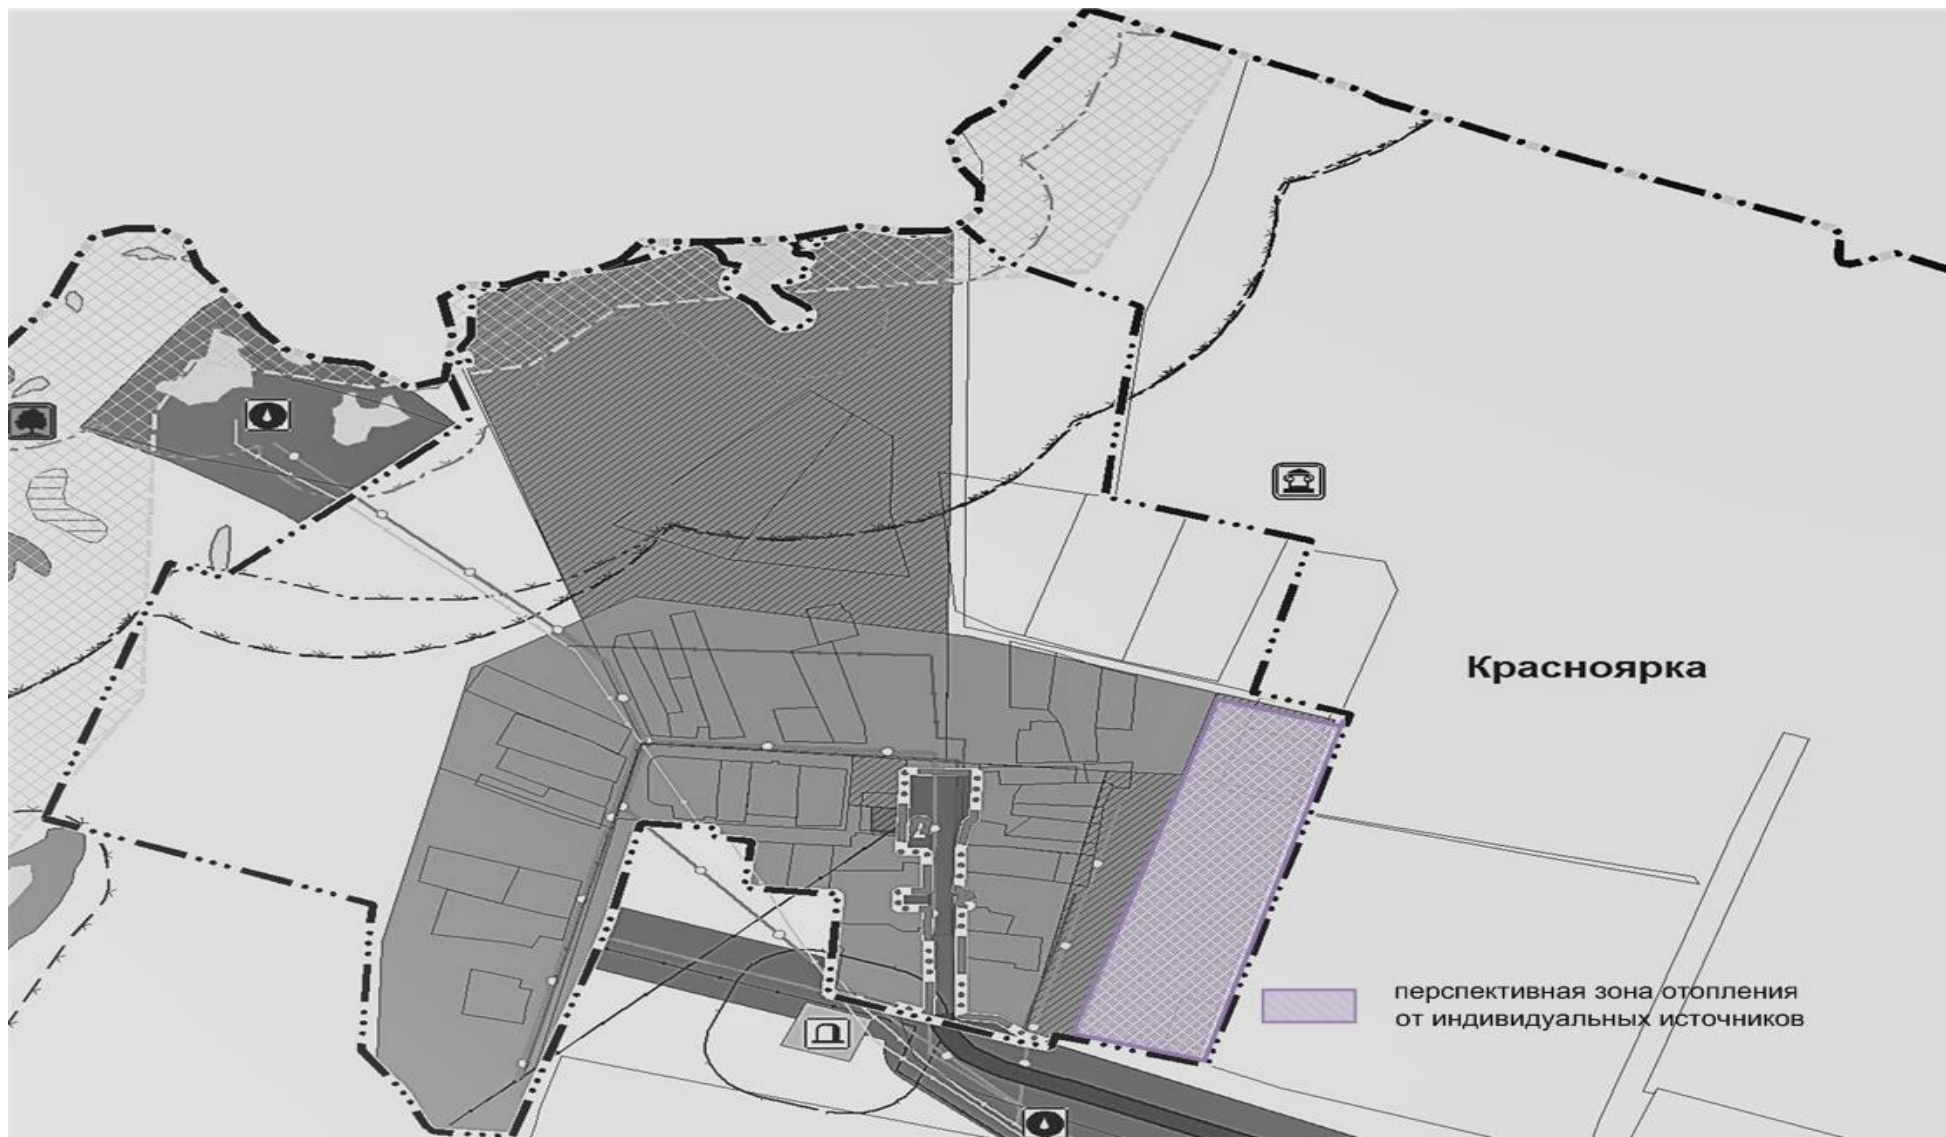 Красноярка
перспективная зона отопления
от индивидуальных источников